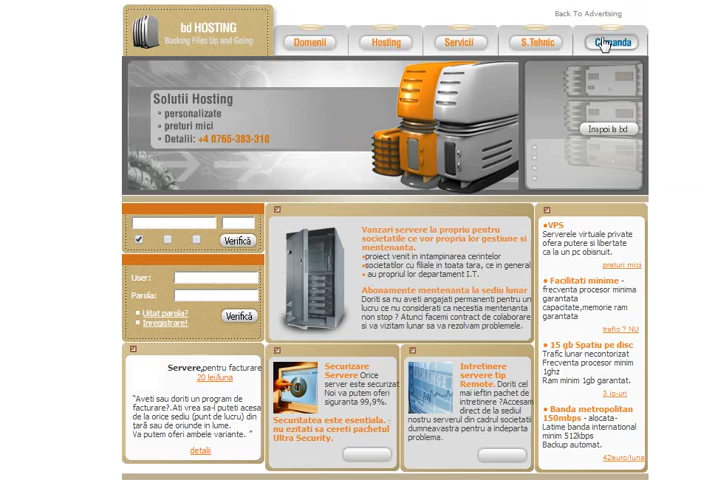 Back To Advertising
bd HOSTING
Backing Files Up and Going
Domenii
Hosting
Servicii
S.Tehnic
Comanda
Solutii Hosting
» personalizate
» preturi mici
» Detalii: +4 0765-383-310
Inapoi la bd
Verifică
User:
Parola:
Uitat parola?
Inregistrare!
Verifică
Servere,pentru facturare
20 lei/luna
“Aveti sau doriti un program de
facturare?.Ati vrea sa-l puteti acesa
de la orice sediu (punt de lucru) din
țară sau de oriunde in lume.
Va putem oferi ambele variante. ”
detalii
Vanzari servere la propriu pentru
societatile ce vor propria lor gestiune si
mentenanta.
•proiect venit in intampinarea cerintelor
•societatilor cu filiale in toata tara, ce in general
• au propriul lor departament I.T.
Abonamente mentenanta la sediu lunar
Doriti sa nu aveti angajati permanenti pentru un
lucru ce nu considerati ca necestia mentenanta
non stop ? Atunci facemi contract de colaborare
si va vizitam lunar sa va rezolvam problemele.
Securizare
Servere Orice
server este securizat
Noi va putem oferi
siguranta 99,9%.
Securitatea este esentiala. -
nu ezitati sa cereti pachetul
Ultra Security.
Intretinere
servere tip
Remote. Doriti cel
mai ieftin pachet de
intretinere ?Accesam
direct de la sediul
nostru serverul din cadrul societatii
dumneavastra pentru a indeparta
problema.
•VPS
Serverele virtuale private
ofera putere si libertate
ca la un pc obisnuit.
preturi mici
• Facilitati minime -
frecventa procesor minima
garantata
capacitate,memorie ram
garantata
trafic ? NU
• 15 gb Spatiu pe disc
Trafic lunar necontorizat
Frecventa procesor minim
1ghz
Ram minim 1gb garantat.
3 ip-uri
• Banda metropolitan
150mbps - alocata-
Latime banda international
minim 512kbps
Backup automat.
42euro/luna